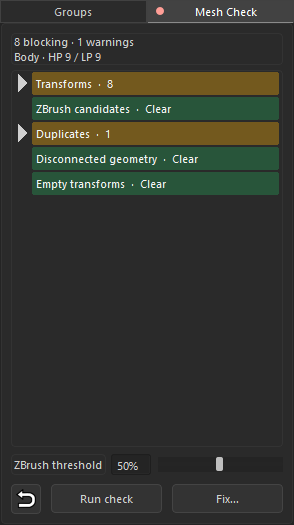 Groups
Mesh Check
8 blocking · 1 warnings
Body · HP 9 / LP 9
Transforms · 8
ZBrush candidates · Clear
Duplicates · 1
Disconnected geometry · Clear
Empty transforms · Clear
ZBrush threshold
50%
Run check
Fix...